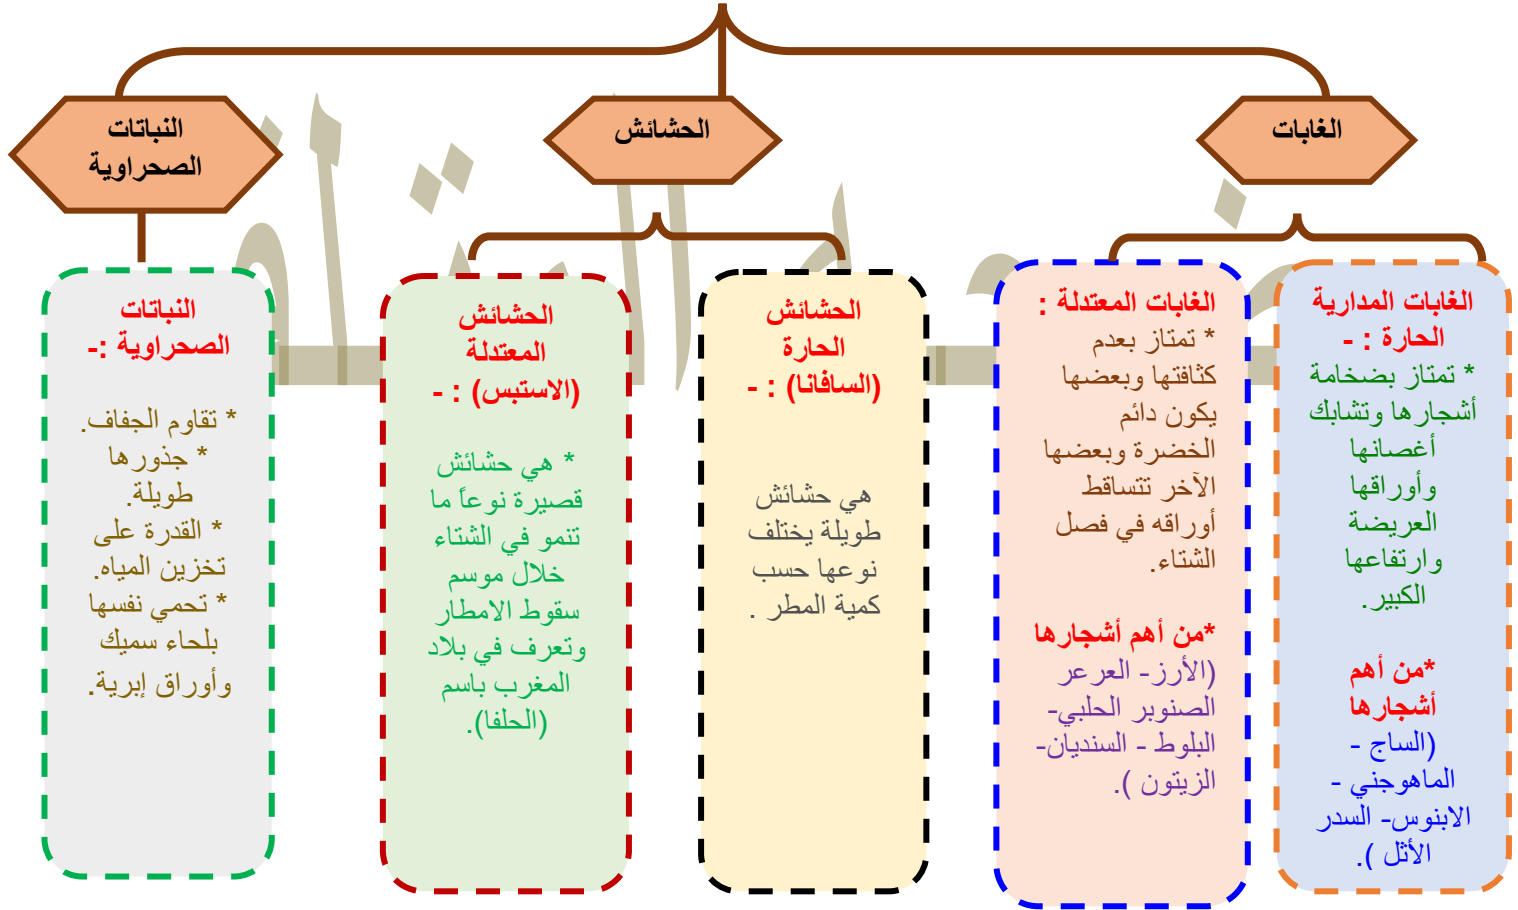 الغابات
الحشائش
النباتات
الصحراوية
الغابات المدارية
الحارة : -
* تمتاز بضخامة
أشجارها وتشابك
أغصانها
وأوراقها
العريضة
وارتفاعها
الكبير.
*من أهم
أشجارها
(الساج -
الماهوجني -
الابنوس- السدر
الأثل ).
الغابات المعتدلة :
* تمتاز بعدم
كثافتها وبعضها
يكون دائم
الخضرة وبعضها
الآخر تتساقط
أوراقه في فصل
الشتاء.
*من أهم أشجارها
(الأرز- العرعر
الصنوبر الحلبي-
البلوط - السنديان-
الزيتون ).
الحشائش
الحارة
(السافانا) : -
هي حشائش
طويلة يختلف
نوعها حسب
كمية المطر .
الحشائش
المعتدلة
(الاستبس) : -
* هي حشائش
قصيرة نوعاً ما
تنمو في الشتاء
خلال موسم
سقوط الامطار
وتعرف في بلاد
المغرب باسم
(الحلفا).
النباتات
الصحراوية :-
* تقاوم الجفاف.
* جذورها
طويلة.
* القدرة على
تخزين المياه.
* تحمي نفسها
بلحاء سميك
وأوراق إبرية.